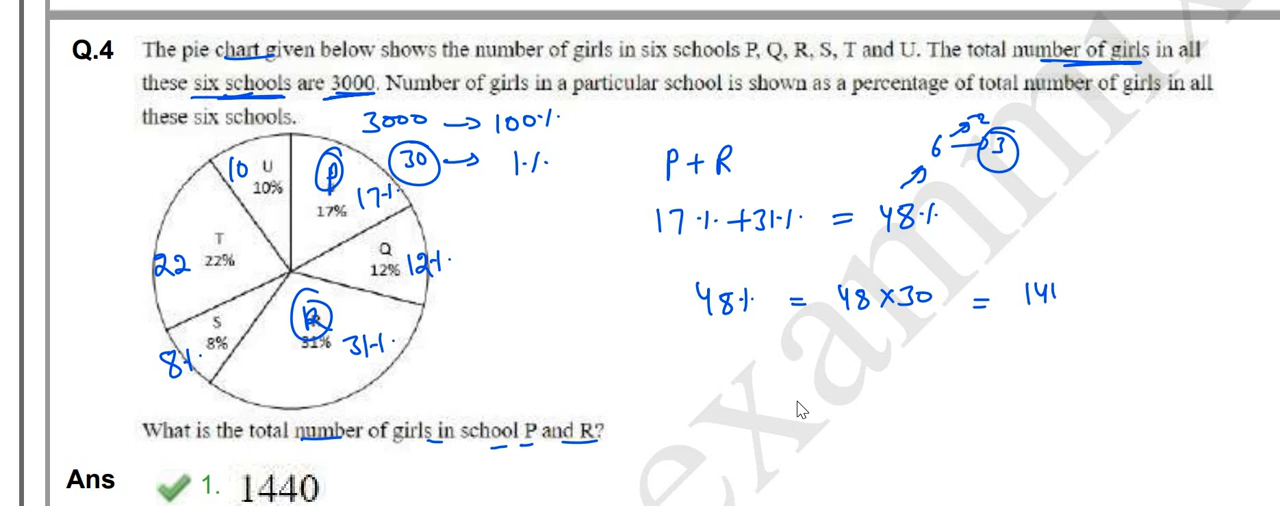 Q.4 The pie chart given below shows the number of girls in six schools P, Q, R, S, T and U. The total number of girls in all
these six schools are 3000. Number of girls in a particular school is shown as a percentage of total number of girls in all
these six schools.
3000 → 100%
30 → 1%
U
10%
10
P
17%
17%
Q
12%
12%
R
31%
31%
S
8%
8%
T
22%
22
P + R
17% + 31% = 48%
6 → 3
48% = 48 × 30 = 141
What is the total number of girls in school P and R?
Ans 1. 1440